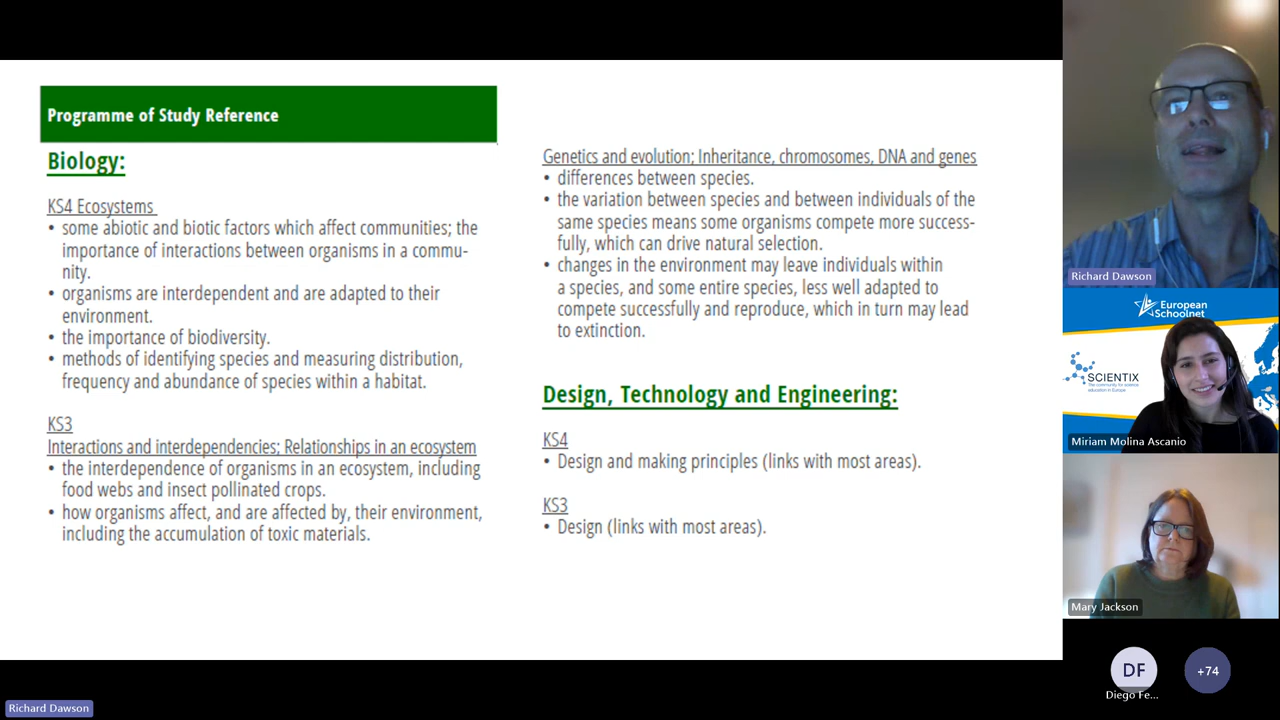 Programme of Study Reference
Biology:
KS4 Ecosystems
• some abiotic and biotic factors which affect communities; the
importance of interactions between organisms in a commu-
nity.
• organisms are interdependent and are adapted to their
environment.
• the importance of biodiversity.
• methods of identifying species and measuring distribution,
frequency and abundance of species within a habitat.
KS3
Interactions and interdependencies; Relationships in an ecosystem
• the interdependence of organisms in an ecosystem, including
food webs and insect pollinated crops.
• how organisms affect, and are affected by, their environment,
including the accumulation of toxic materials.
Genetics and evolution; Inheritance, chromosomes, DNA and genes
• differences between species.
• the variation between species and between individuals of the
same species means some organisms compete more success-
fully, which can drive natural selection.
• changes in the environment may leave individuals within
a species, and some entire species, less well adapted to
compete successfully and reproduce, which in turn may lead
to extinction.
Design, Technology and Engineering:
KS4
• Design and making principles (links with most areas).
KS3
• Design (links with most areas).
Richard Dawson
European
Schoolnet
SCIENTIX
The community for science
education in Europe
Miriam Molina Ascanio
Mary Jackson
DF
Diego Fe...
+74
Richard Dawson